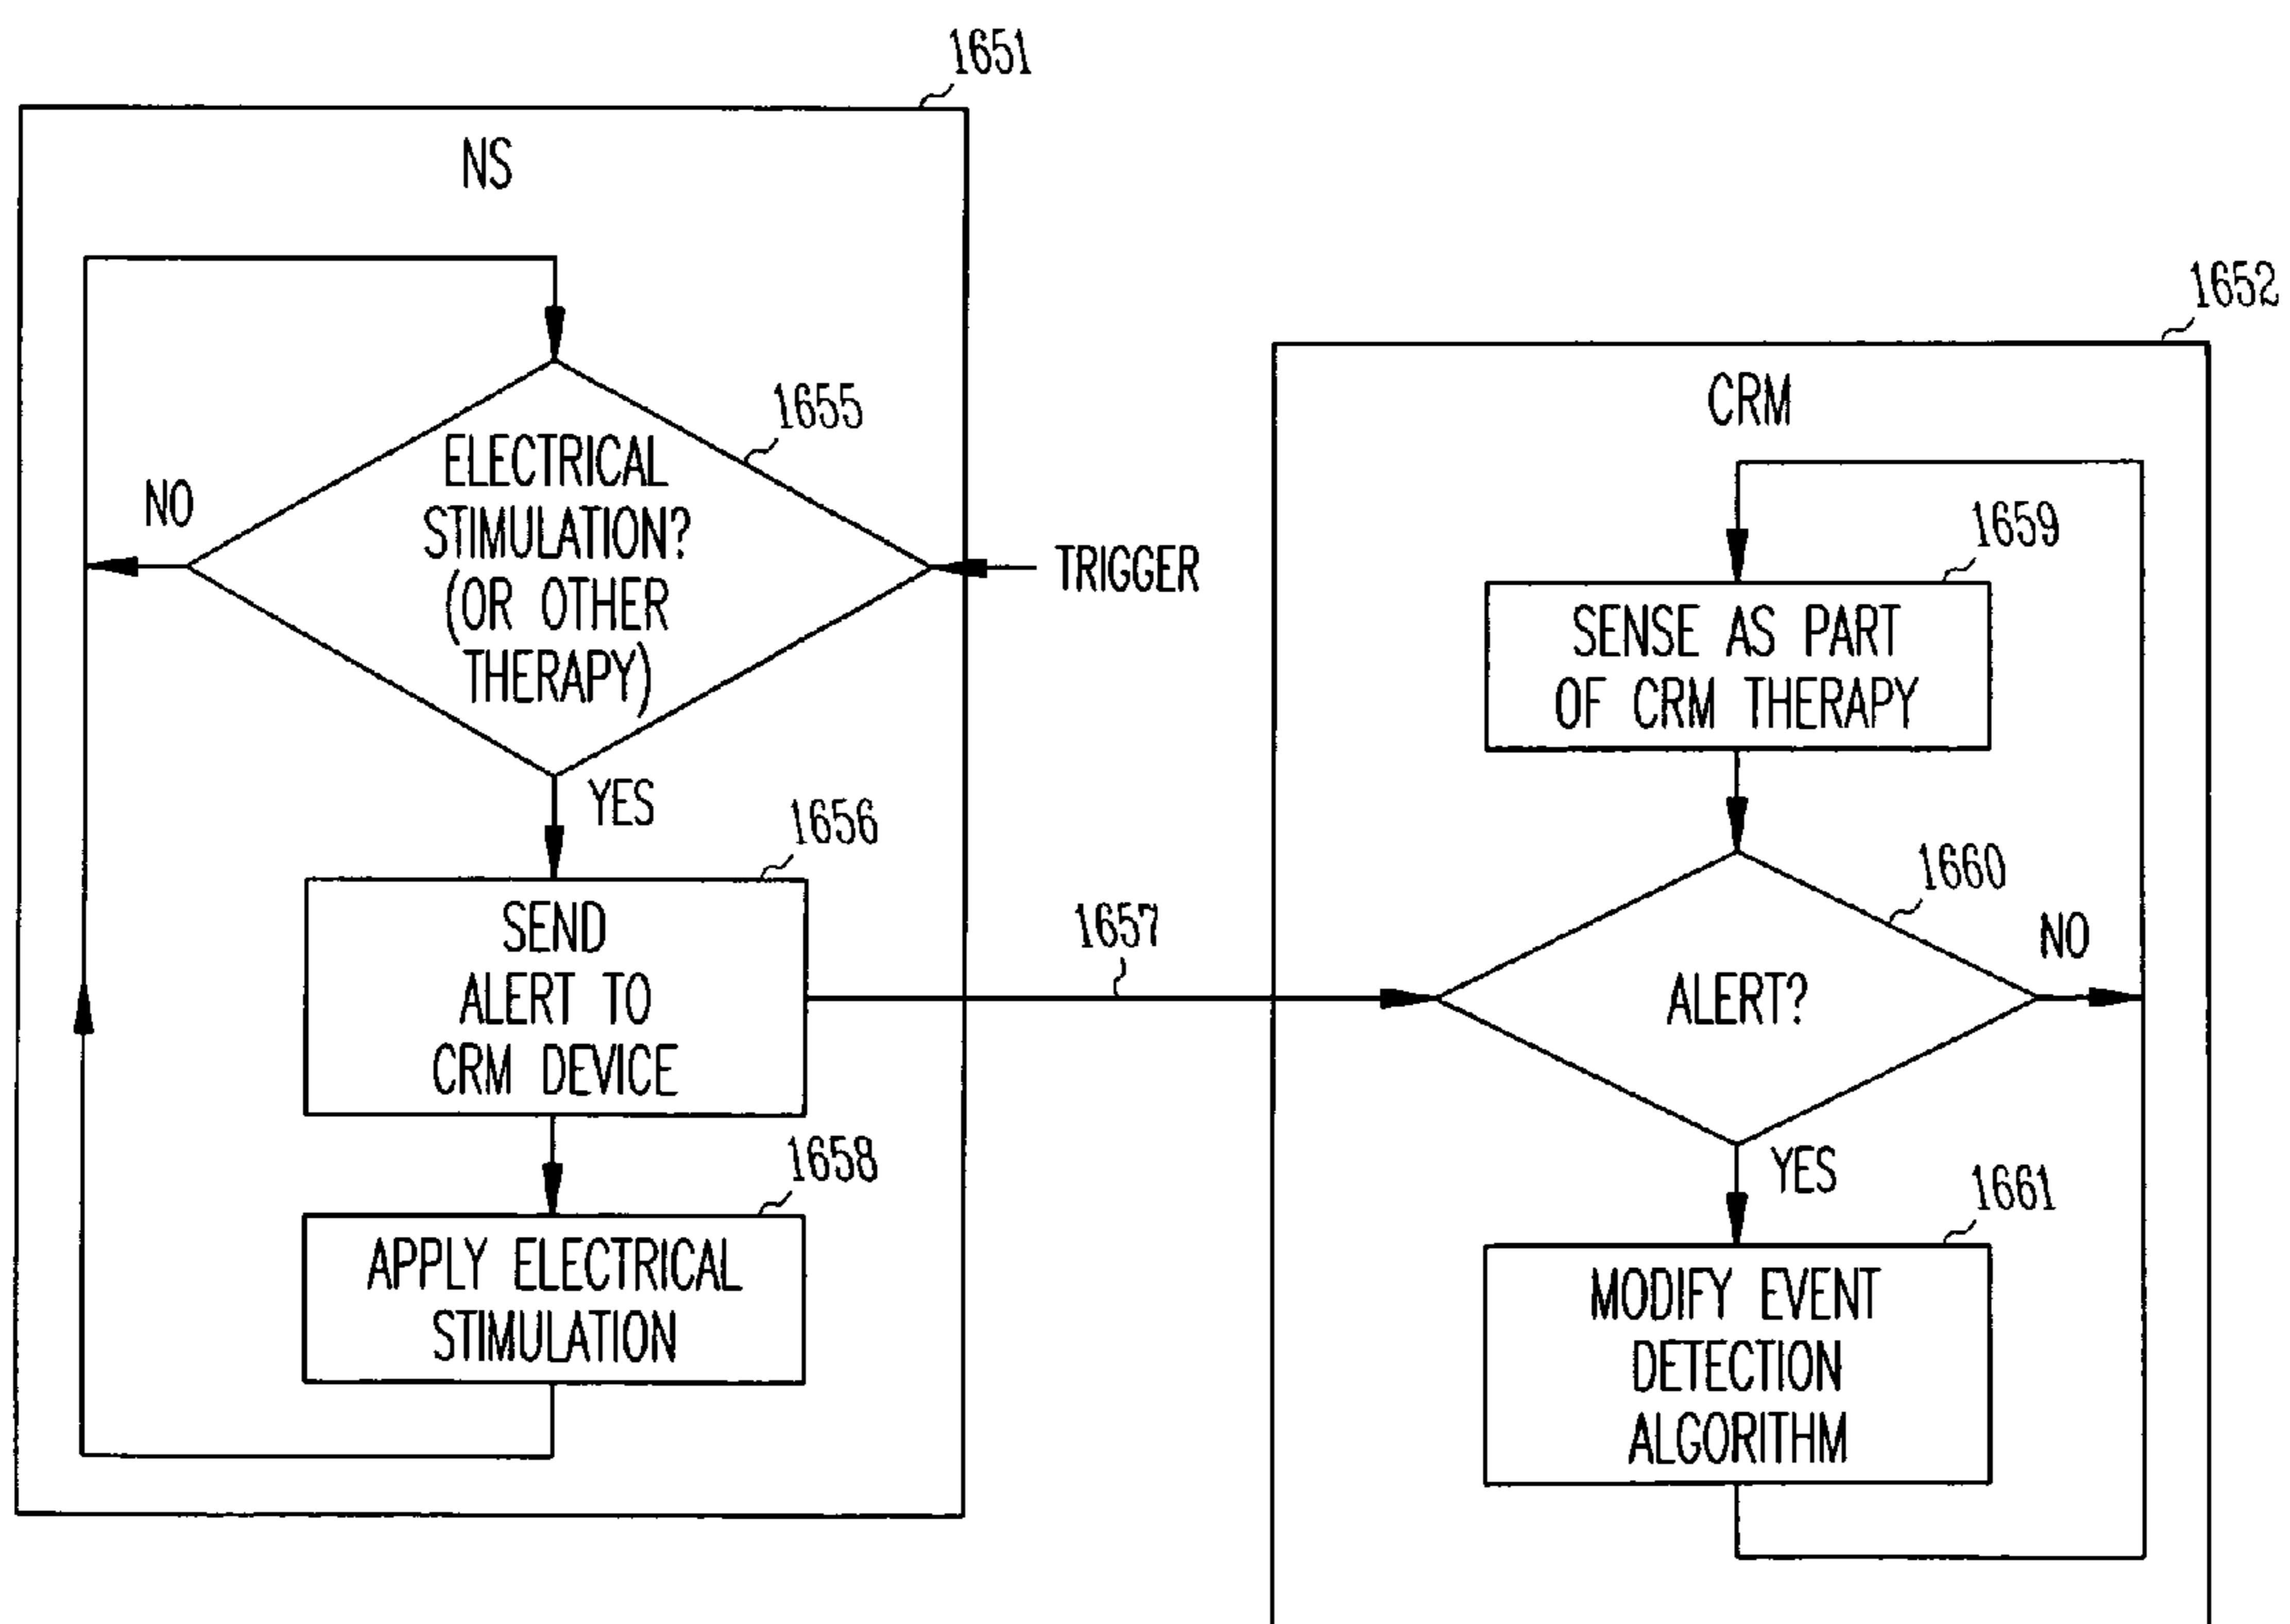 1651
NS
1655
ELECTRICAL
STIMULATION?
(OR OTHER
THERAPY)
NO
TRIGGER
YES
1656
SEND
ALERT TO
CRM DEVICE
1657
1658
APPLY ELECTRICAL
STIMULATION
1652
CRM
1659
SENSE AS PART
OF CRM THERAPY
1660
NO
ALERT?
YES
1661
MODIFY EVENT
DETECTION
ALGORITHM